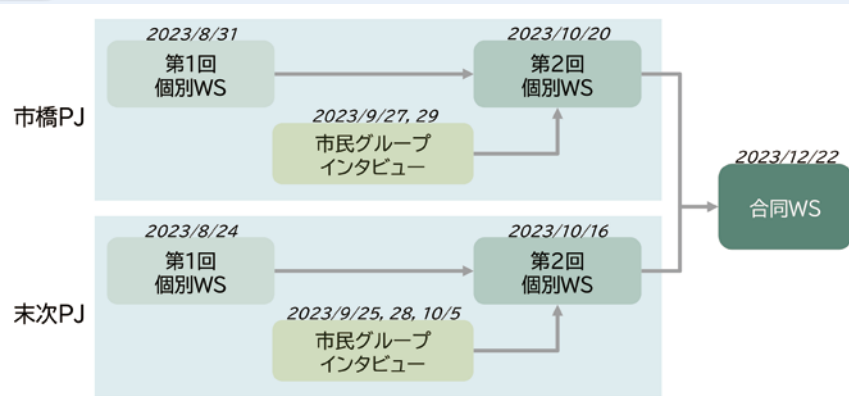 2023/8/31
第1回
個別WS
2023/10/20
第2回
個別WS
市橋PJ
2023/9/27, 29
市民グループ
インタビュー
2023/12/22
合同WS
2023/8/24
第1回
個別WS
2023/10/16
第2回
個別WS
末次PJ
2023/9/25, 28, 10/5
市民グループ
インタビュー